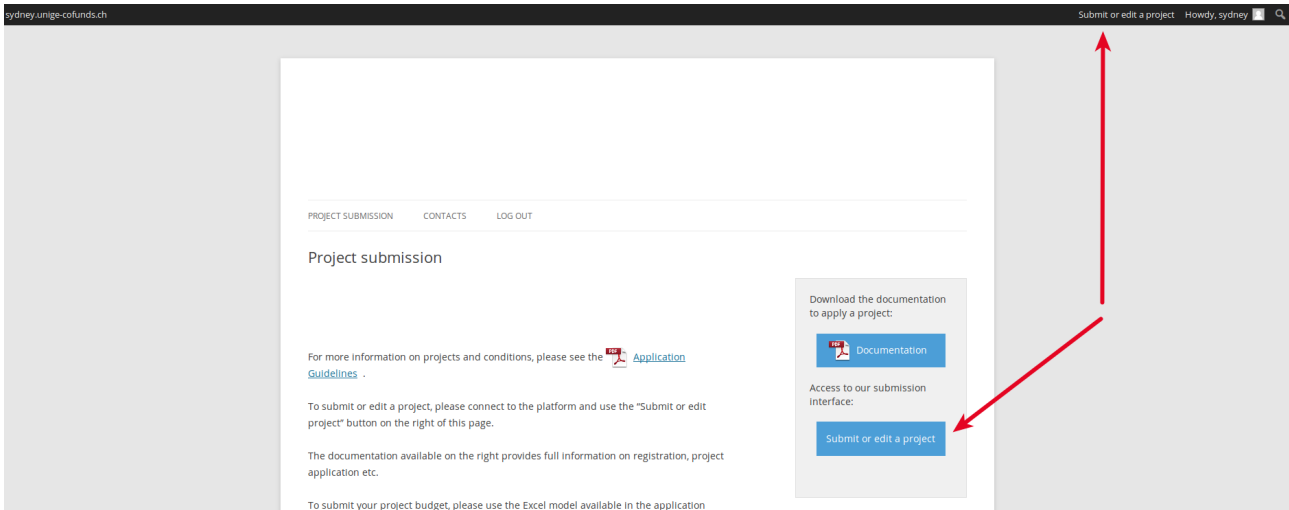 sydney.unige-cofunds.ch
Submit or edit a project Howdy, sydney
PROJECT SUBMISSION CONTACTS LOG OUT
Project submission
For more information on projects and conditions, please see the PDF Application
Guidelines .
To submit or edit a project, please connect to the platform and use the “Submit or edit
project” button on the right of this page.
The documentation available on the right provides full information on registration, project
application etc.
To submit your project budget, please use the Excel model available in the application
Download the documentation
to apply a project:
PDF Documentation
Access to our submission
interface:
Submit or edit a project